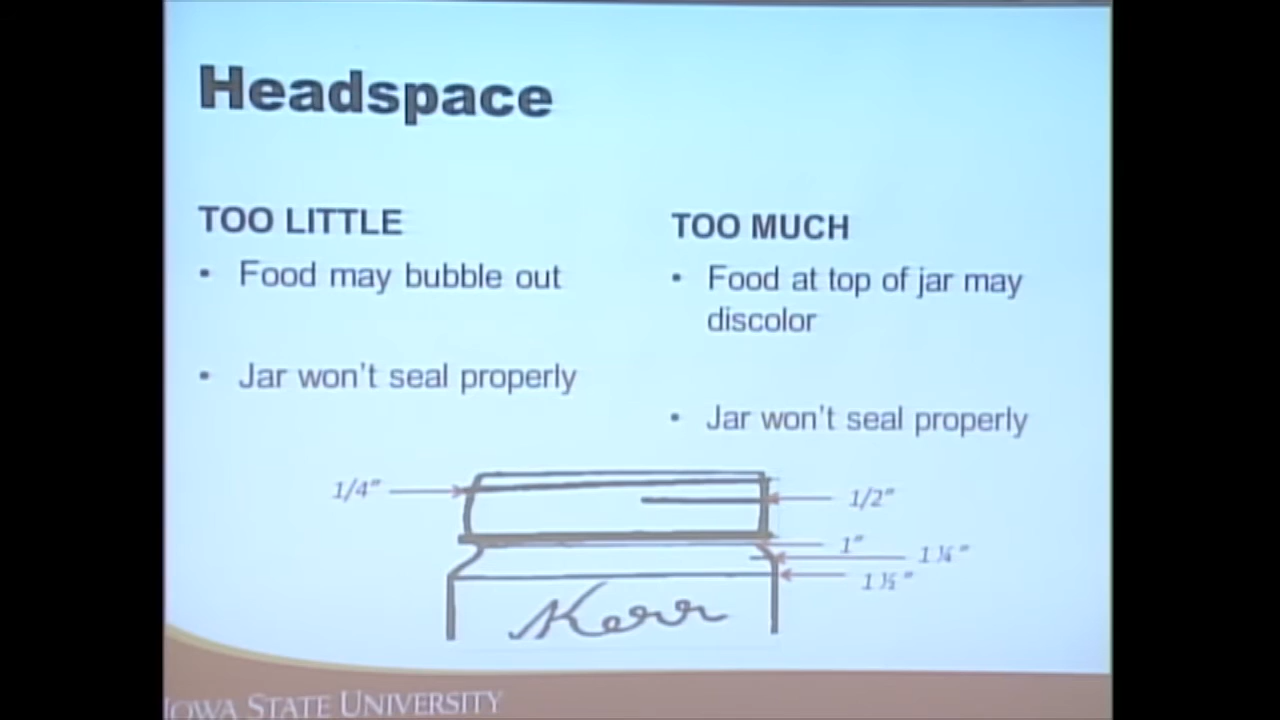 Headspace
TOO LITTLE
• Food may bubble out
• Jar won't seal properly
TOO MUCH
• Food at top of jar may
discolor
• Jar won't seal properly
1/4"
1/2"
1"
1 ¼"
1 ½"
Kerr
IOWA STATE UNIVERSITY